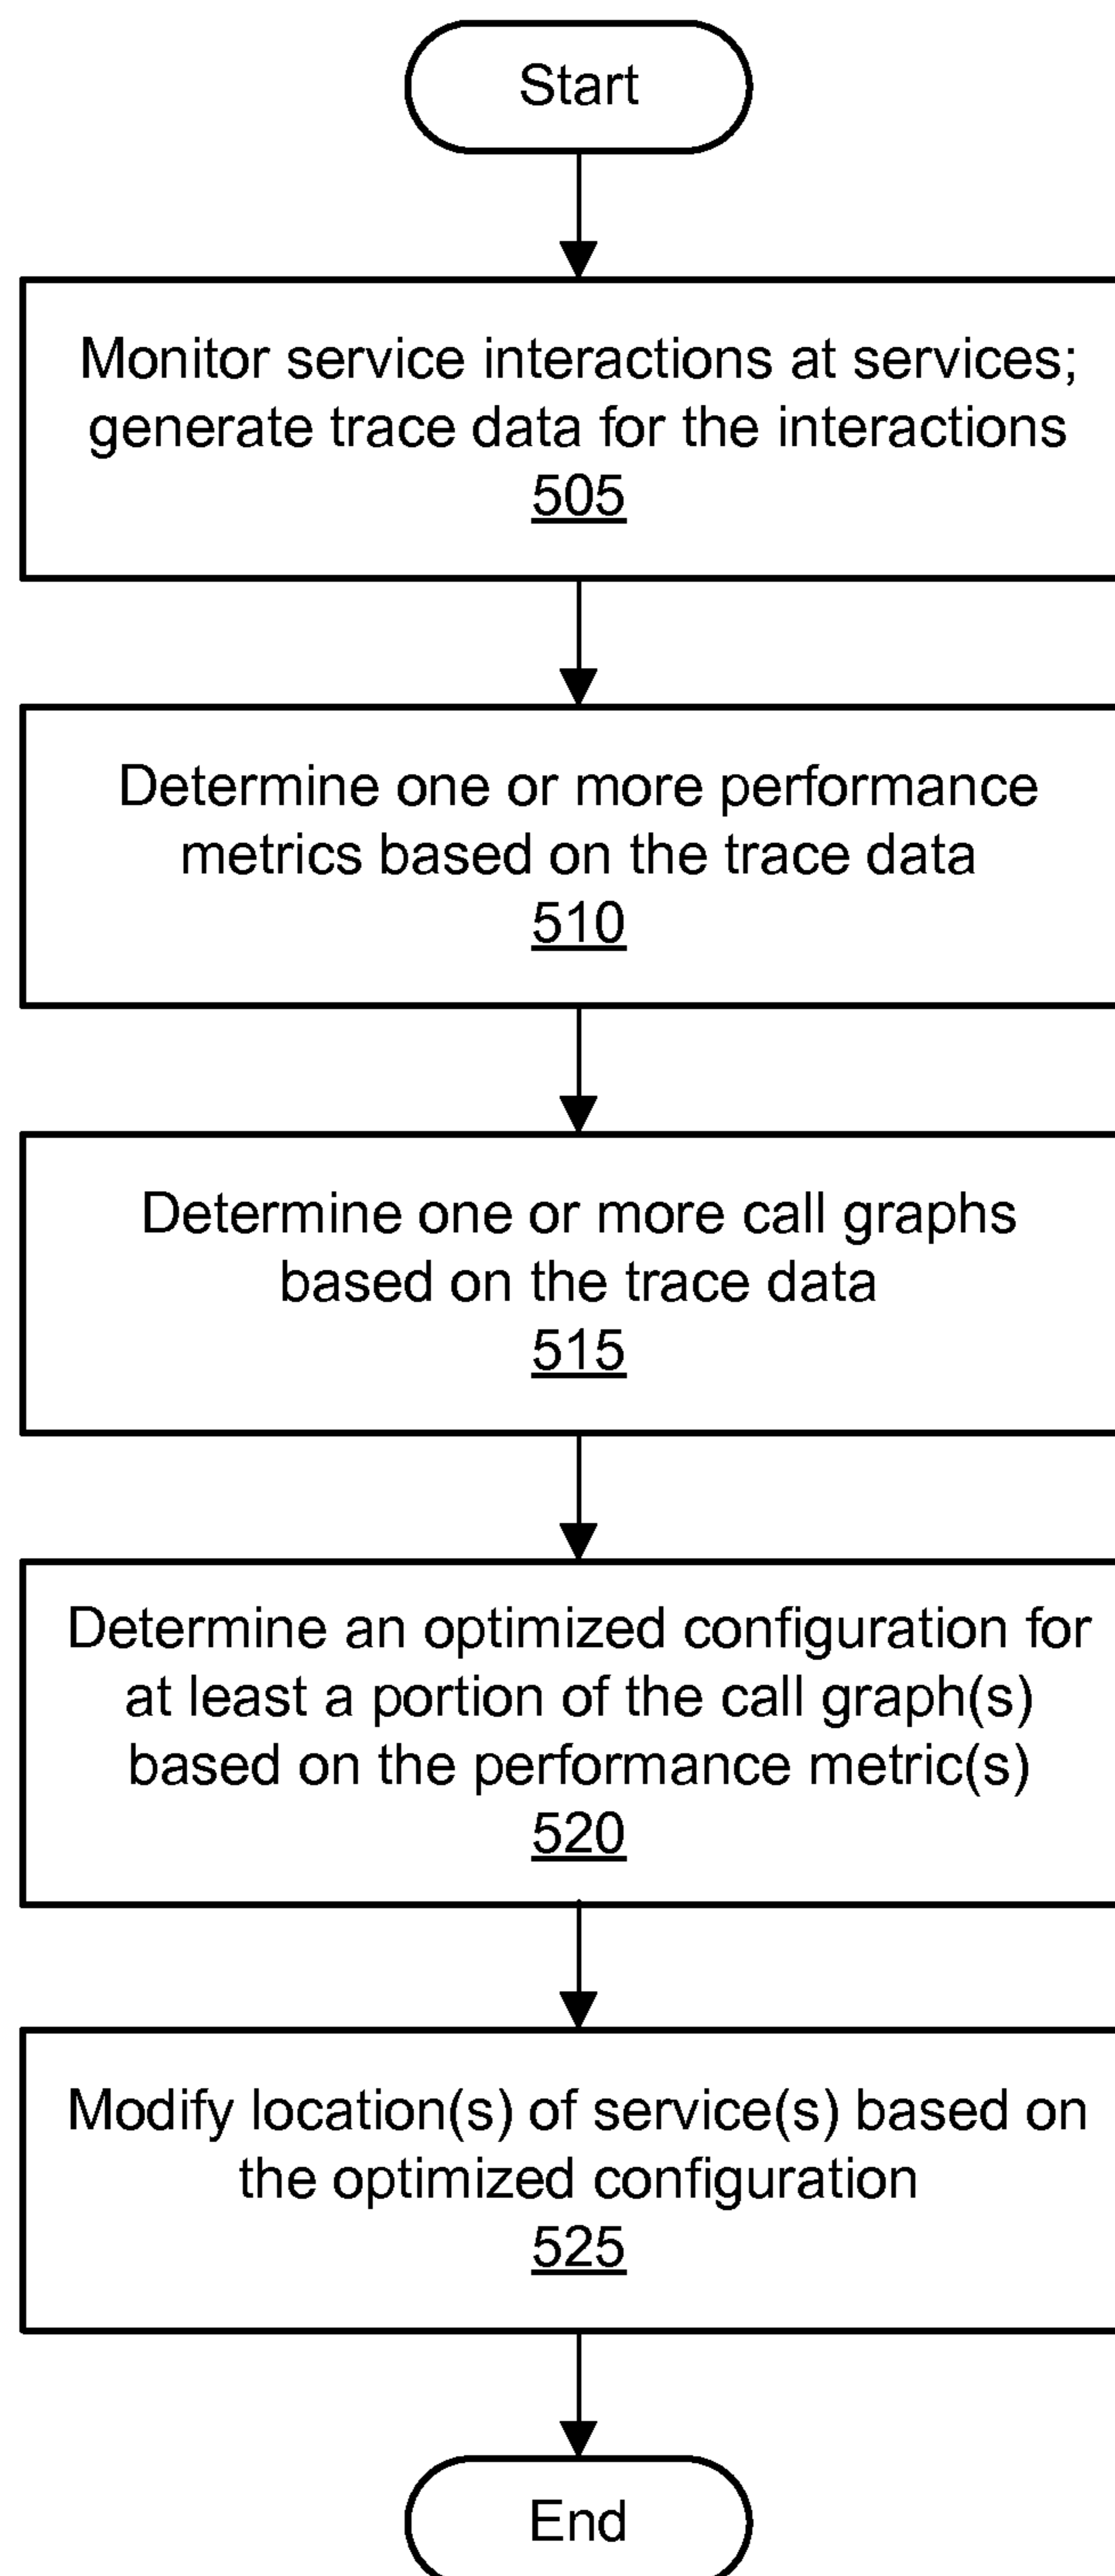 Start
Monitor service interactions at services;
generate trace data for the interactions
505
Determine one or more performance
metrics based on the trace data
510
Determine one or more call graphs
based on the trace data
515
Determine an optimized configuration for
at least a portion of the call graph(s)
based on the performance metric(s)
520
Modify location(s) of service(s) based on
the optimized configuration
525
End